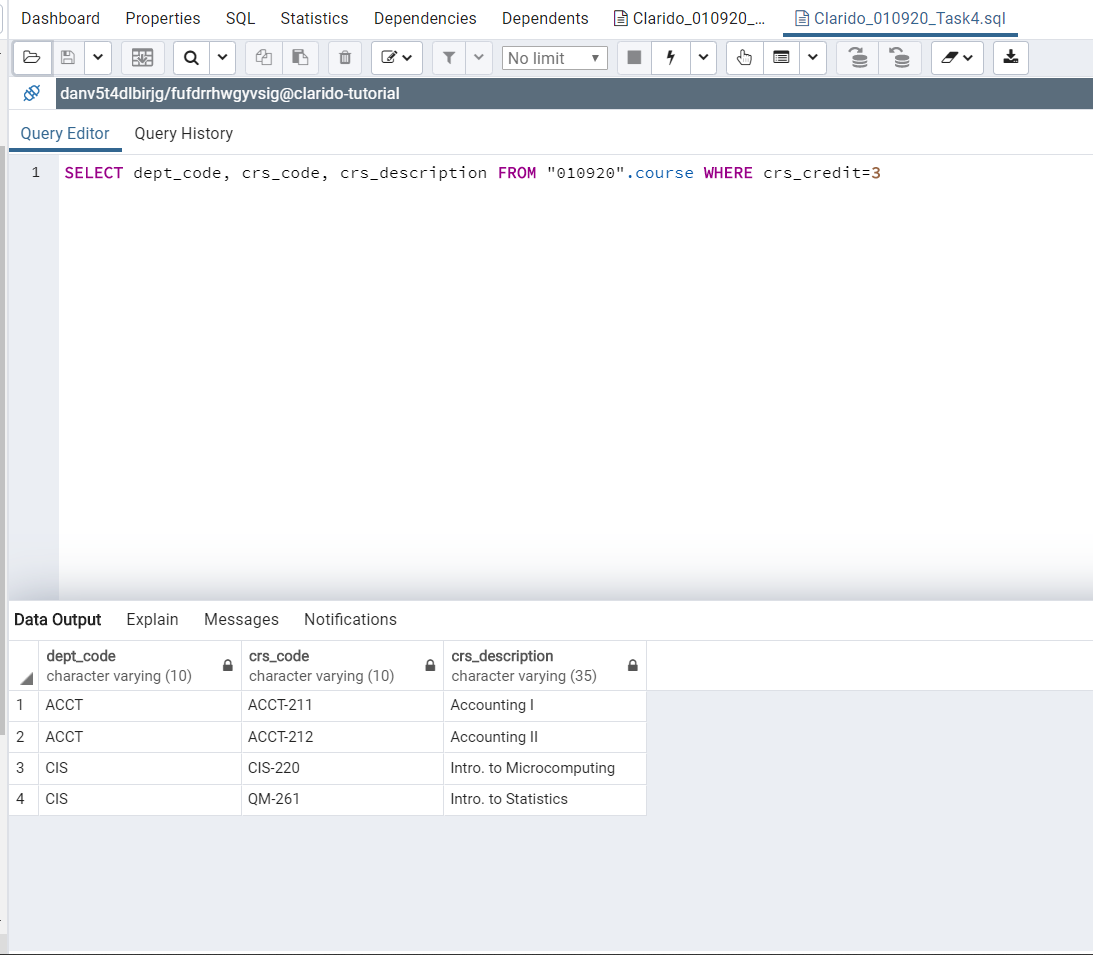 Dashboard Properties SQL Statistics Dependencies Dependents Clarido_010920_... Clarido_010920_Task4.sql
No limit
danv5t4dlbirjg/fufdrrhwgyvsig@clarido-tutorial
Query Editor Query History
1 SELECT dept_code, crs_code, crs_description FROM "010920".course WHERE crs_credit=3
Data Output Explain Messages Notifications
dept_code crs_code crs_description
character varying (10) character varying (10) character varying (35)
1 ACCT ACCT-211 Accounting I
2 ACCT ACCT-212 Accounting II
3 CIS CIS-220 Intro. to Microcomputing
4 CIS QM-261 Intro. to Statistics